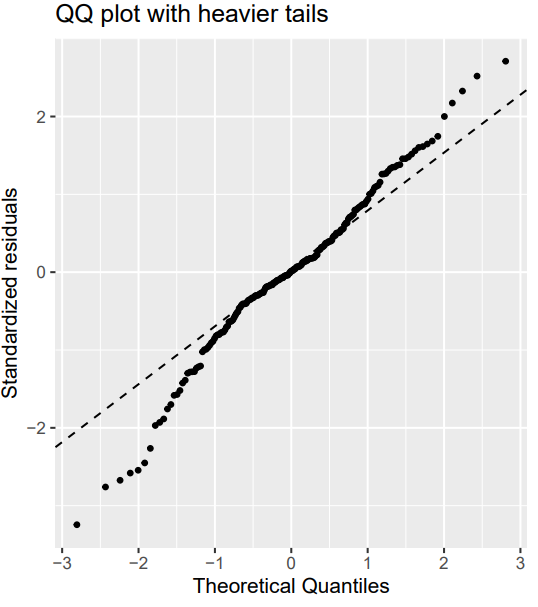 QQ plot with heavier tails
Standardized residuals
2
0
−2
−3 −2 −1 0 1 2 3
Theoretical Quantiles